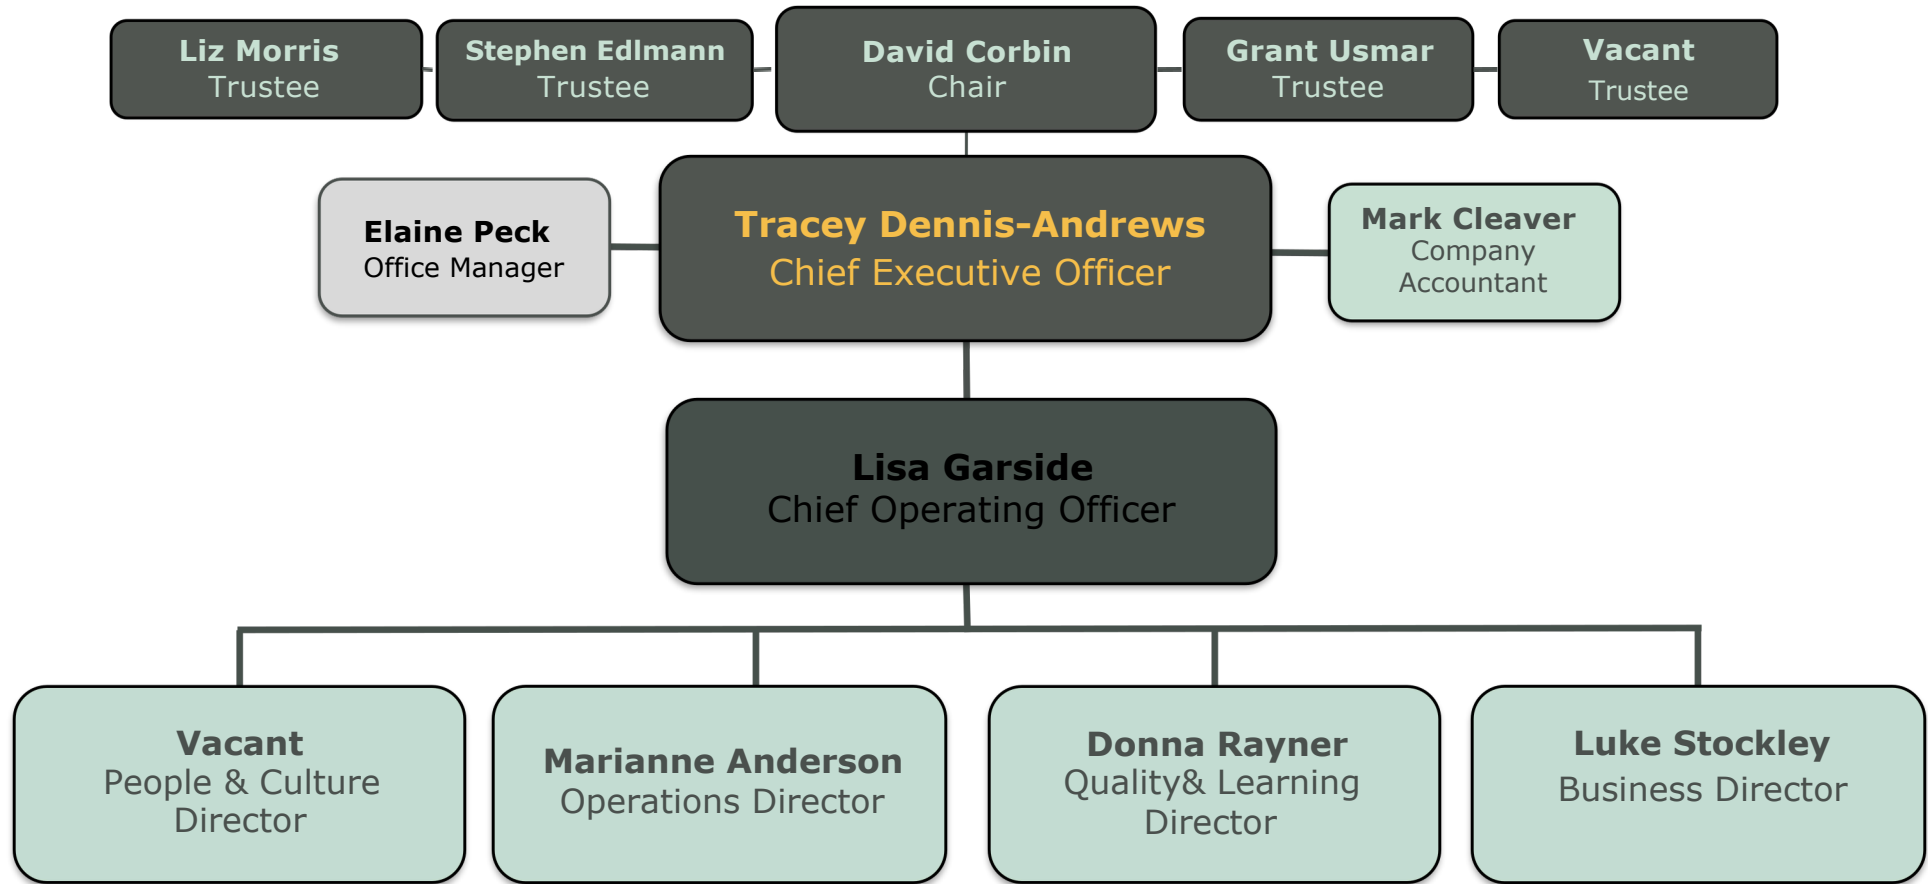 Liz Morris
Trustee
Stephen Edlmann
Trustee
David Corbin
Chair
Grant Usmar
Trustee
Vacant
Trustee
Elaine Peck
Office Manager
Tracey Dennis-Andrews
Chief Executive Officer
Mark Cleaver
Company
Accountant
Lisa Garside
Chief Operating Officer
Vacant
People & Culture
Director
Marianne Anderson
Operations Director
Donna Rayner
Quality& Learning
Director
Luke Stockley
Business Director